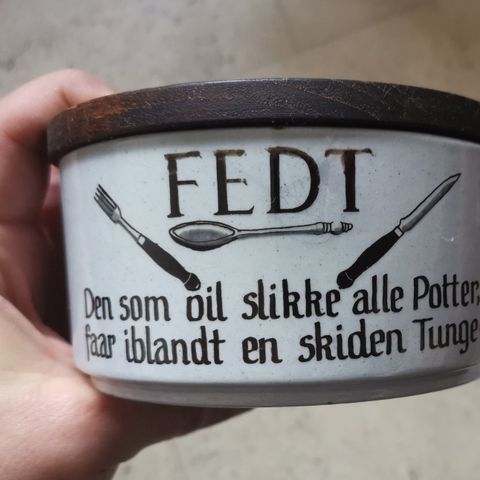 FEDT
Den som vil slikke alle Potter,
faar iblandt en skiden Tunge